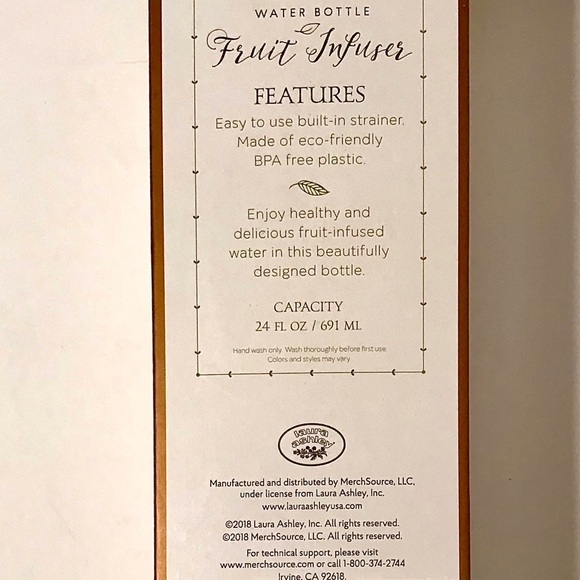 WATER BOTTLE
Fruit Infuser
FEATURES
Easy to use built-in strainer.
Made of eco-friendly
BPA free plastic.
Enjoy healthy and
delicious fruit-infused
water in this beautifully
designed bottle.
CAPACITY
24 FL OZ / 691 ML
Hand wash only. Wash thoroughly before first use.
Colors and styles may vary
laura
ashley
Manufactured and distributed by MerchSource, LLC,
under license from Laura Ashley, Inc.
www.lauraashleyusa.com
©2018 Laura Ashley, Inc. All rights reserved.
©2018 MerchSource, LLC. All rights reserved.
For technical support, please visit
www.merchsource.com or call 1-800-374-2744
Irvine, CA 92618.